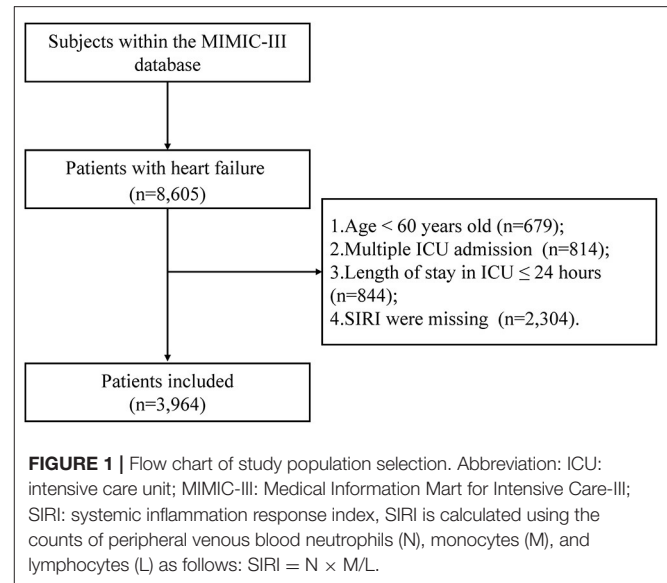 Subjects within the MIMIC-III
database
Patients with heart failure
(n=8,605)
1.Age < 60 years old (n=679);
2.Multiple ICU admission (n=814);
3.Length of stay in ICU ≤ 24 hours
(n=844);
4.SIRI were missing (n=2,304).
Patients included
(n=3,964)
FIGURE 1 | Flow chart of study population selection. Abbreviation: ICU:
intensive care unit; MIMIC-III: Medical Information Mart for Intensive Care-III;
SIRI: systemic inflammation response index, SIRI is calculated using the
counts of peripheral venous blood neutrophils (N), monocytes (M), and
lymphocytes (L) as follows: SIRI = N × M/L.